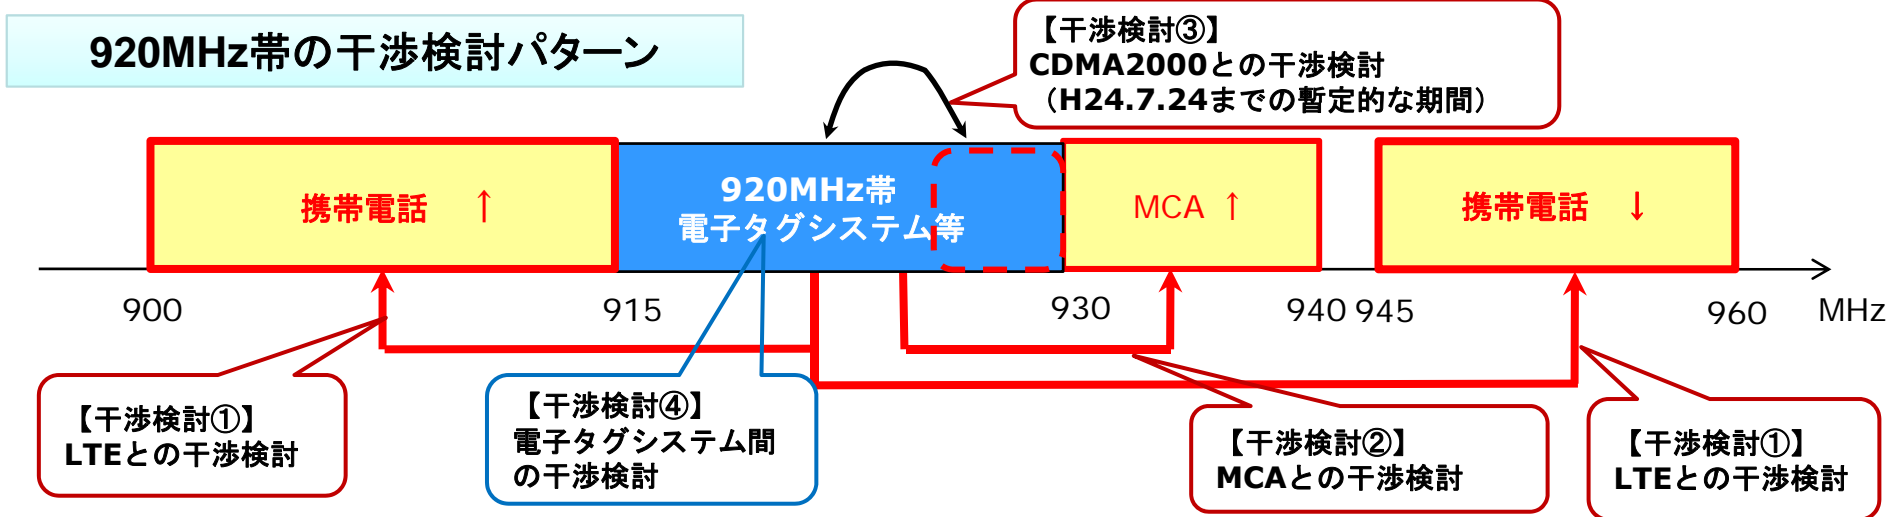 920MHz帯の干渉検討パターン
【干渉検討③】
CDMA2000との干渉検討
（H24.7.24までの暫定的な期間）
携帯電話 ↑
920MHz帯
電子タグシステム等
MCA ↑
携帯電話 ↓
900
915
930
940
945
960
MHz
【干渉検討①】
LTEとの干渉検討
【干渉検討④】
電子タグシステム間
の干渉検討
【干渉検討②】
MCAとの干渉検討
【干渉検討①】
LTEとの干渉検討